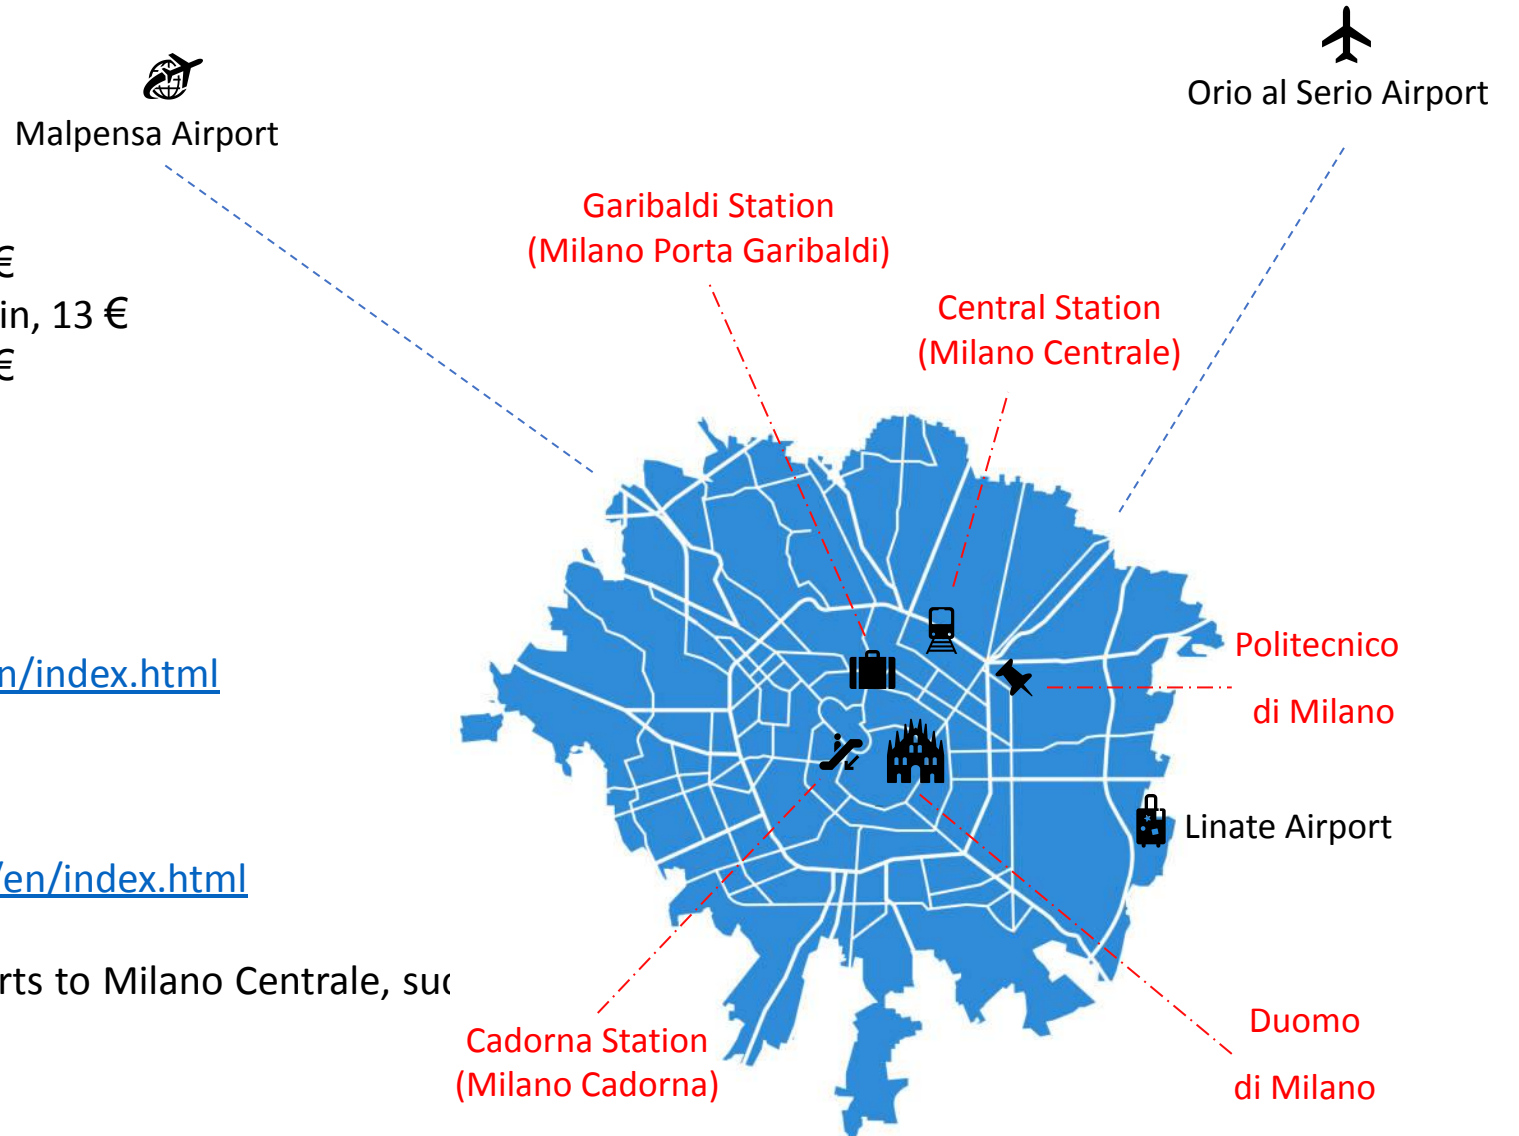 Malpensa Airport
Orio al Serio Airport
Garibaldi Station
(Milano Porta Garibaldi)
€
in, 13 €
€
Central Station
(Milano Centrale)
n/index.html
Politecnico
di Milano
Linate Airport
/en/index.html
rts to Milano Centrale, suc
Cadorna Station
(Milano Cadorna)
Duomo
di Milano